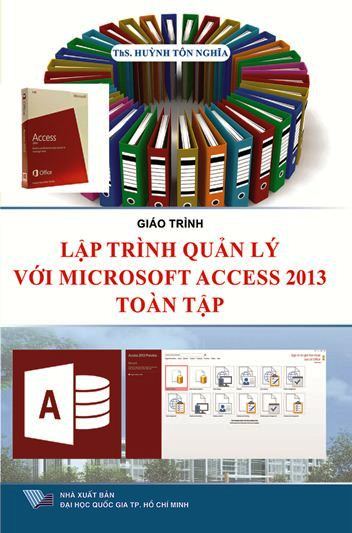 ThS. HUỲNH TÔN NGHĨA
Microsoft
Access
Office
GIÁO TRÌNH
LẬP TRÌNH QUẢN LÝ
VỚI MICROSOFT ACCESS 2013
TOÀN TẬP
A
Access 2013 Preview
NHÀ XUẤT BẢN
ĐẠI HỌC QUỐC GIA TP. HỒ CHÍ MINH